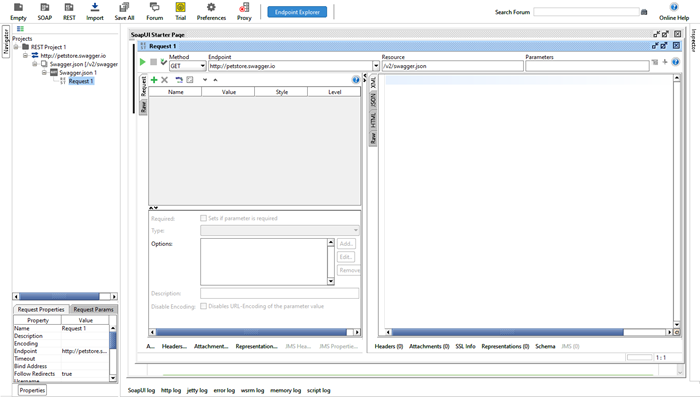 Empty SOAP REST Import Save All Forum Trial Preferences Proxy Endpoint Explorer Search Forum Online Help
Navigator
Projects
REST Project 1
http://petstore.swagger.io
Swagger.json [/v2/swagger
Swagger.json 1
Request 1
Request Properties Request Params
Property Value
Name Request 1
Description
Encoding
Endpoint http://petstore.s...
Timeout
Bind Address
Follow Redirects true
Username
Properties
SoapUI Starter Page
Request 1
Method Endpoint Resource Parameters
GET http://petstore.swagger.io /v2/swagger.json
Request
Raw
Name Value Style Level
Required: Sets if parameter is required
Type:
Options:
Add..
Edit..
Remove
Description:
Disable Encoding: Disables URL-Encoding of the parameter value
A... Headers... Attachment... Representation... JMS Hea... JMS Propertie...
XML
JSON
HTML
Raw
Headers (0) Attachments (0) SSL Info Representations (0) Schema JMS (0)
1 : 1
SoapUI log http log jetty log error log wsrm log memory log script log
Inspector